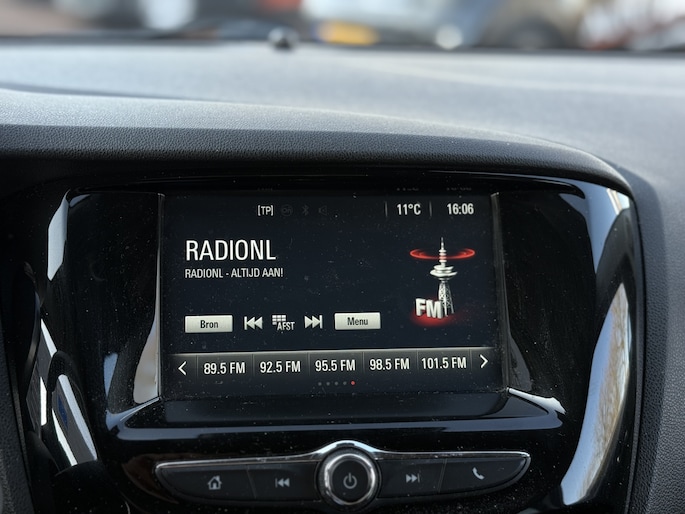 [TP] 11°C 16:06
RADIONL
RADIONL - ALTIJD AAN!
FM
Bron AFST Menu
89.5 FM 92.5 FM 95.5 FM 98.5 FM 101.5 FM